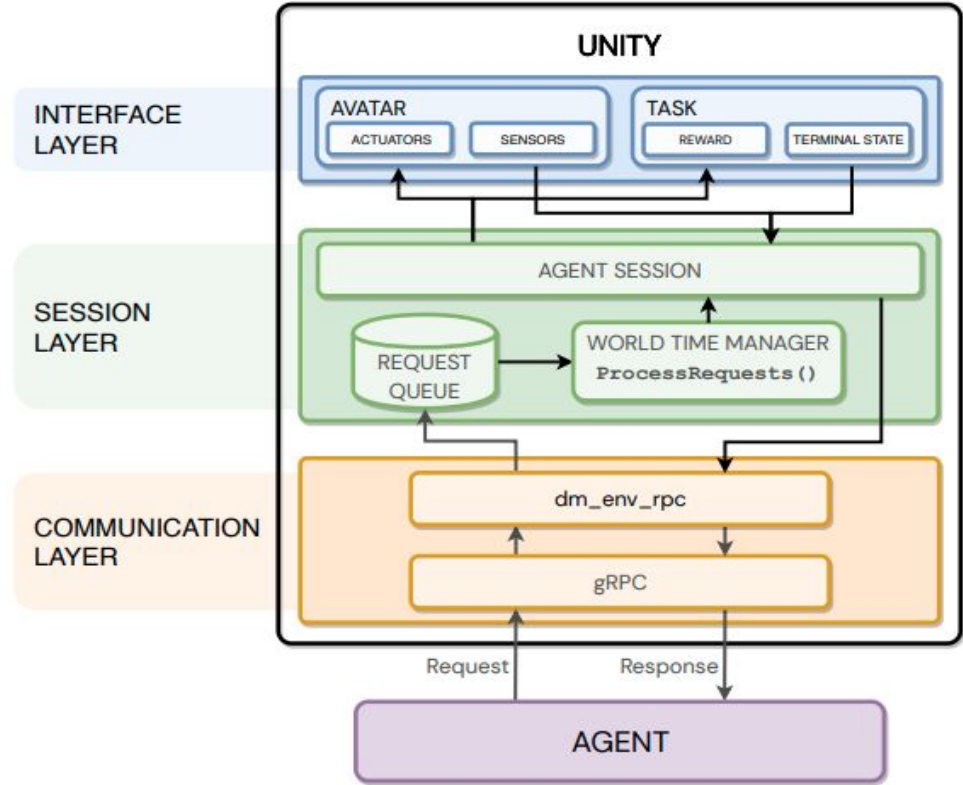 UNITY
INTERFACE
LAYER
AVATAR
ACTUATORS
SENSORS
TASK
REWARD
TERMINAL STATE
SESSION
LAYER
AGENT SESSION
REQUEST
QUEUE
WORLD TIME MANAGER
ProcessRequests()
COMMUNICATION
LAYER
dm_env_rpc
gRPC
Request
Response
AGENT